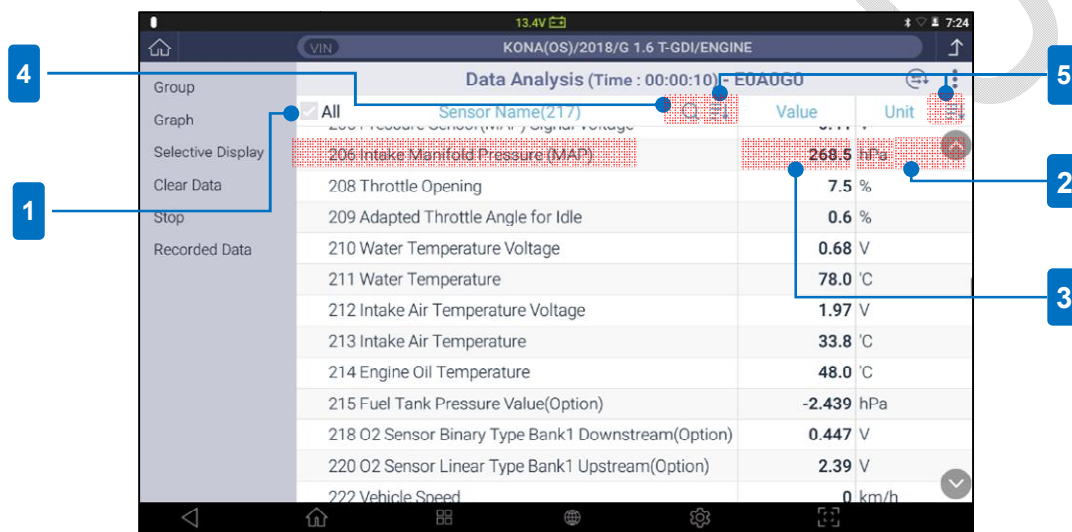 13.4V
7:24
VIN
KONA(OS)/2018/G 1.6 T-GDI/ENGINE
4
5
Group
Data Analysis (Time : 00:00:10) - E0A0G0
All
Sensor Name(217)
Value
Unit
Graph
Selective Display
206 Intake Manifold Pressure (MAP)
268.5 hPa
Clear Data
208 Throttle Opening
7.5 %
2
1
Stop
209 Adapted Throttle Angle for Idle
0.6 %
Recorded Data
210 Water Temperature Voltage
0.68 V
211 Water Temperature
78.0 'C
3
212 Intake Air Temperature Voltage
1.97 V
213 Intake Air Temperature
33.8 'C
214 Engine Oil Temperature
48.0 'C
215 Fuel Tank Pressure Value(Option)
-2.439 hPa
218 O2 Sensor Binary Type Bank1 Downstream(Option)
0.447 V
220 O2 Sensor Linear Type Bank1 Upstream(Option)
2.39 V
222 Vehicle Speed
0 km/h